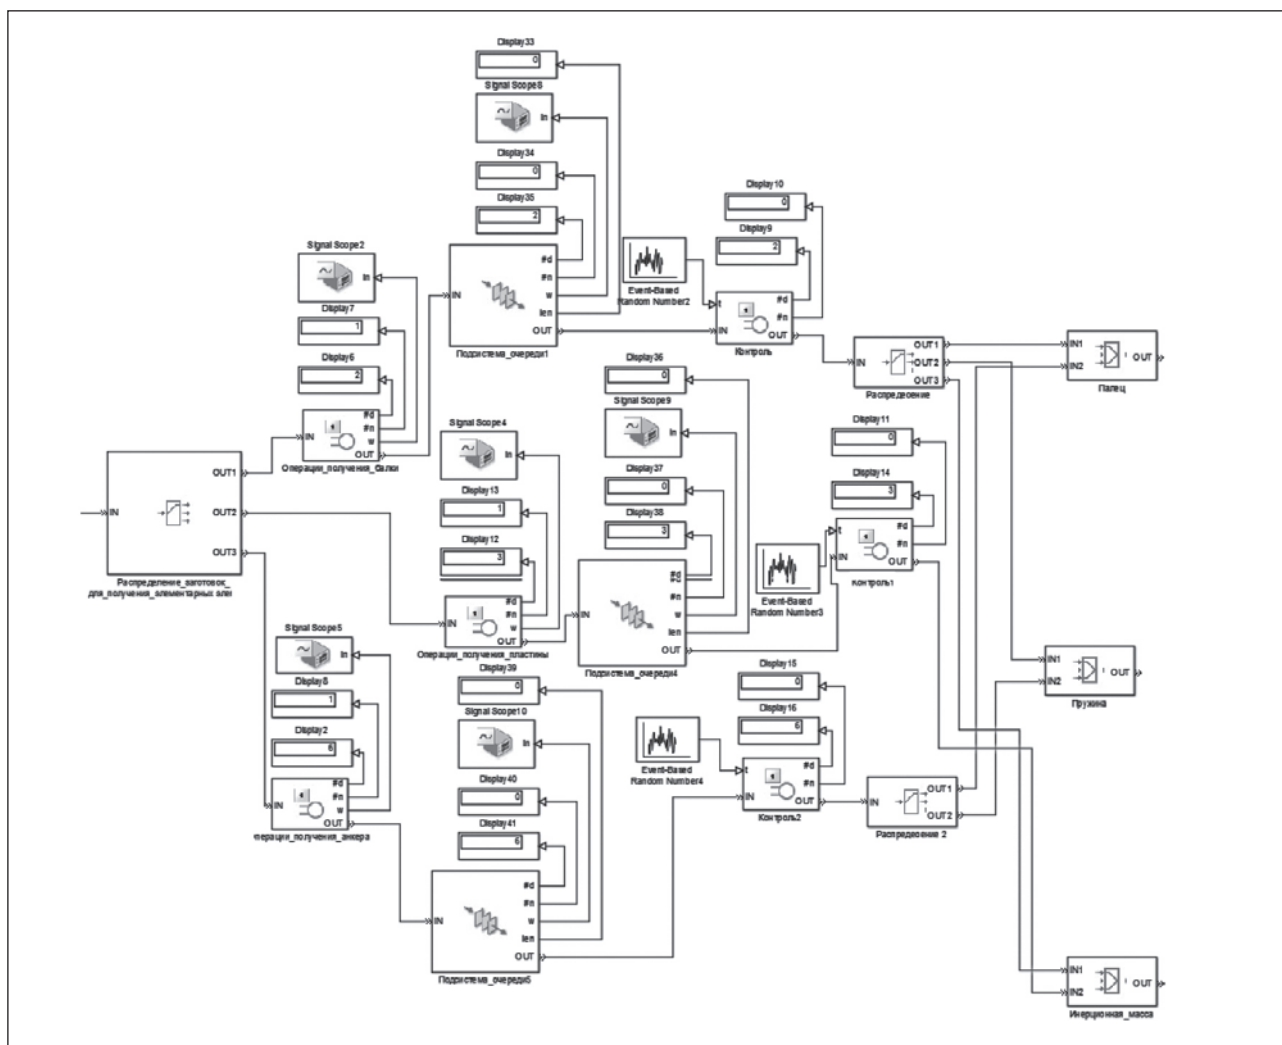 Display33
0
Signal Scope8
In
Display34
0
Display35
2
#d
#n
w
len
IN
OUT
Подсистема_очереди1
Signal Scope2
In
Display7
1
Display6
2
#d
#n
w
IN
OUT
Операции_получения_балки
Display10
0
Display9
2
Event-Based
Random Number2
t
#d
#n
IN
OUT
Контроль
IN
OUT1
OUT2
OUT3
Распределение
IN1
IN2
OUT
Палец
Display36
0
Signal Scope9
In
Display37
0
Display38
3
#d
#n
w
len
IN
OUT
Подсистема_очереди4
Signal Scope4
In
Display13
1
Display12
3
#d
#n
w
IN
OUT
Операции_получения_пластины
Display11
0
Display14
3
Event-Based
Random Number3
t
#d
#n
IN
OUT
Контроль1
IN
OUT1
OUT2
OUT3
Распределение_заготовок_
для_получения_элементарных элем
Signal Scope5
In
Display8
1
Display2
6
#d
#n
w
IN
OUT
перации_получения_анкера
Display39
0
Signal Scope10
In
Display40
0
Display41
6
#d
#n
w
len
IN
OUT
Подсистема_очереди5
Display15
0
Display16
6
Event-Based
Random Number4
t
#d
#n
IN
OUT
Контроль2
IN
OUT1
OUT2
Распределение 2
IN1
IN2
OUT
Пружина
IN1
IN2
OUT
Инерционная_масса